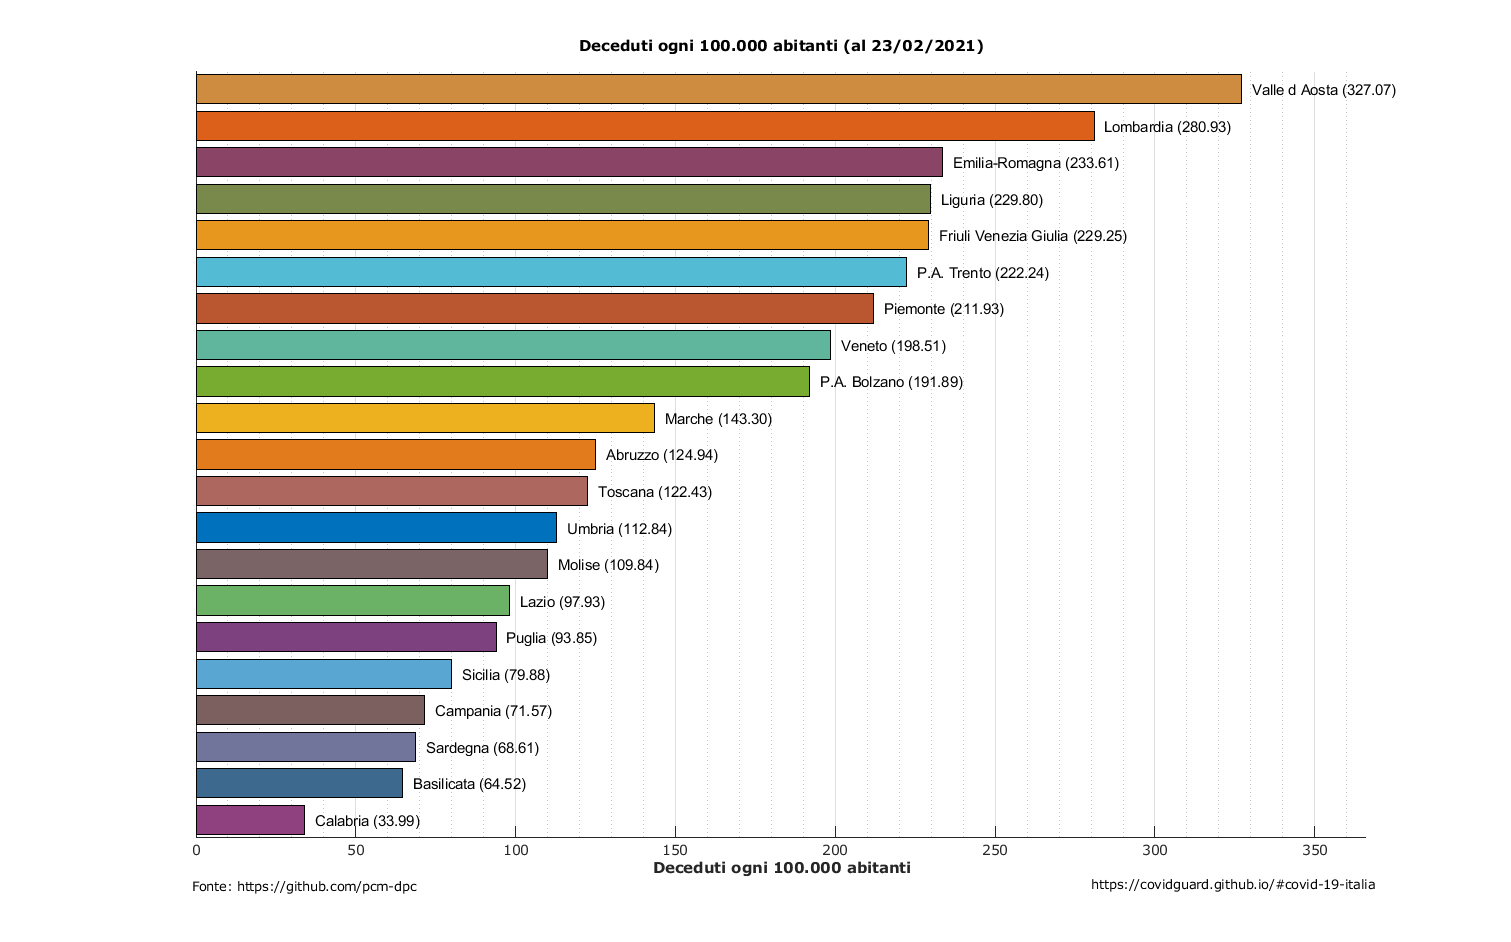 Deceduti ogni 100.000 abitanti (al 23/02/2021)
Valle d Aosta (327.07)
Lombardia (280.93)
Emilia-Romagna (233.61)
Liguria (229.80)
Friuli Venezia Giulia (229.25)
P.A. Trento (222.24)
Piemonte (211.93)
Veneto (198.51)
P.A. Bolzano (191.89)
Marche (143.30)
Abruzzo (124.94)
Toscana (122.43)
Umbria (112.84)
Molise (109.84)
Lazio (97.93)
Puglia (93.85)
Sicilia (79.88)
Campania (71.57)
Sardegna (68.61)
Basilicata (64.52)
Calabria (33.99)
0 50 100 150 200 250 300 350
Deceduti ogni 100.000 abitanti
Fonte: https://github.com/pcm-dpc
https://covidguard.github.io/#covid-19-italia